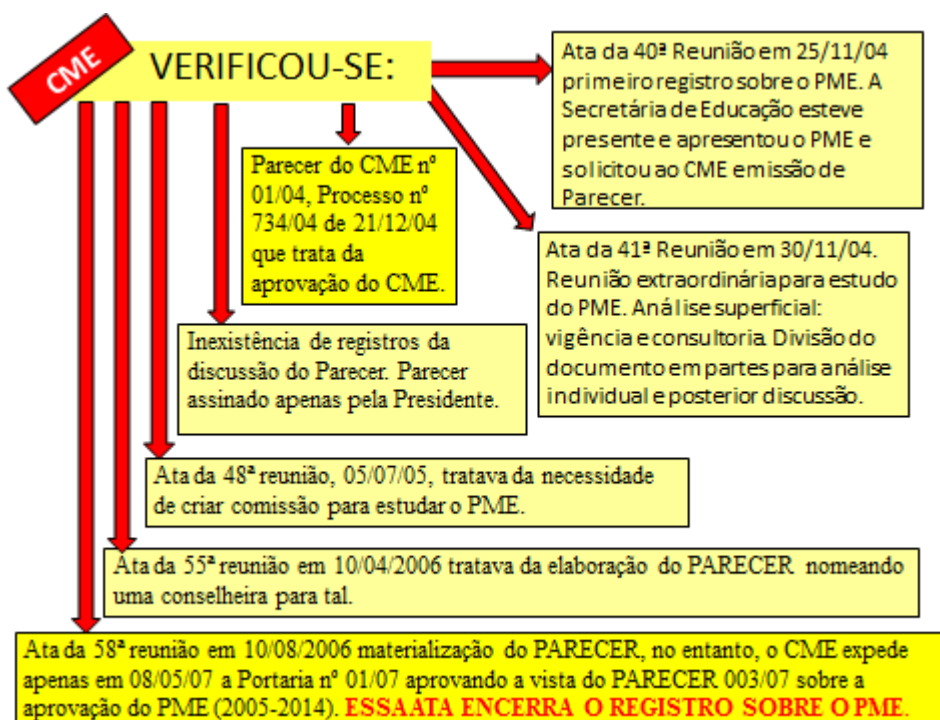 CME
VERIFICOU-SE:
Ata da 40ª Reunião em 25/11/04
primeiro registro sobre o PME. A
Secretária de Educação esteve
presente e apresentou o PME e
solicitou ao CME emissão de
Parecer.
Ata da 41ª Reunião em 30/11/04.
Reunião extraordinária para estudo
do PME. Análise superficial:
vigência e consultoria. Divisão do
documento em partes para análise
individual e posterior discussão.
Parecer do CME nº
01/04, Processo nº
734/04 de 21/12/04
que trata da
aprovação do CME.
Inexistência de registros da
discussão do Parecer. Parecer
assinado apenas pela Presidente.
Ata da 48ª reunião, 05/07/05, tratava da necessidade
de criar comissão para estudar o PME.
Ata da 55ª reunião em 10/04/2006 tratava da elaboração do PARECER nomeando
uma conselheira para tal.
Ata da 58ª reunião em 10/08/2006 materialização do PARECER, no entanto, o CME expede
apenas em 08/05/07 a Portaria nº 01/07 aprovando a vista do PARECER 003/07 sobre a
aprovação do PME (2005-2014). ESSA ATA ENCERRA O REGISTRO SOBRE O PME.